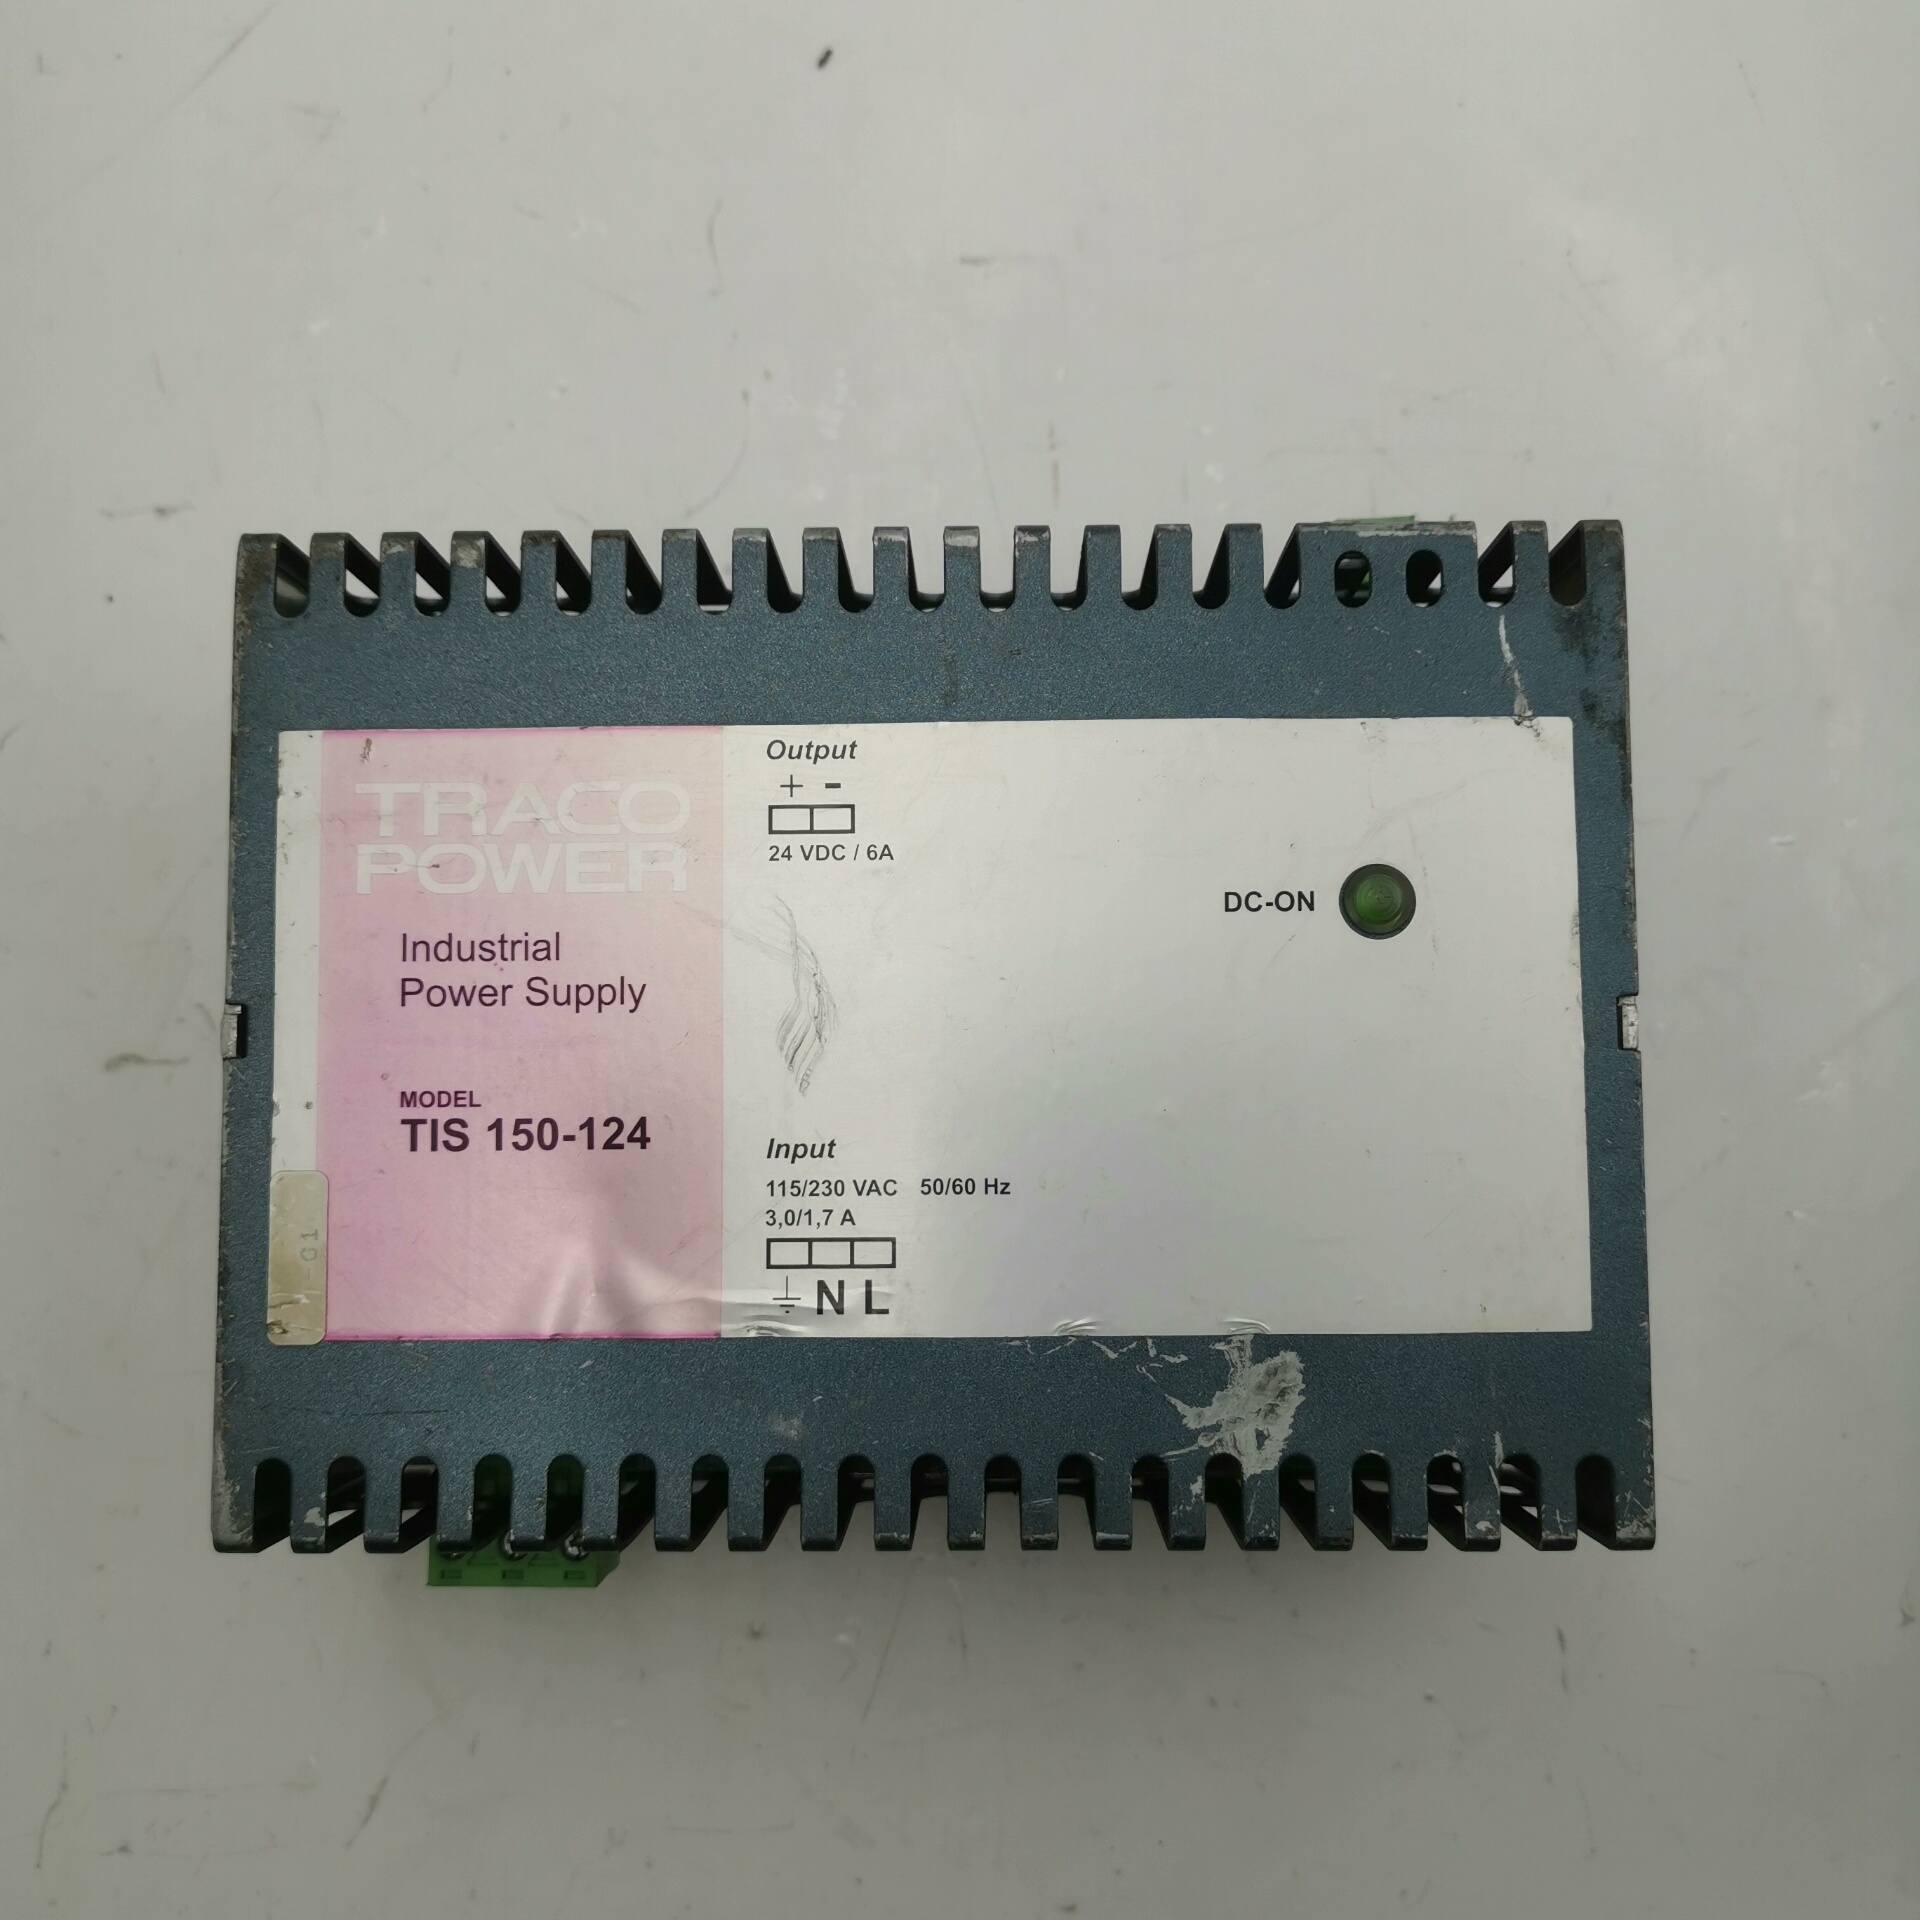 TRACO
POWER
Industrial
Power Supply
MODEL
TIS 150-124
Output
+ -
24 VDC / 6A
DC-ON
Input
115/230 VAC 50/60 Hz
3,0/1,7 A
N L
-01